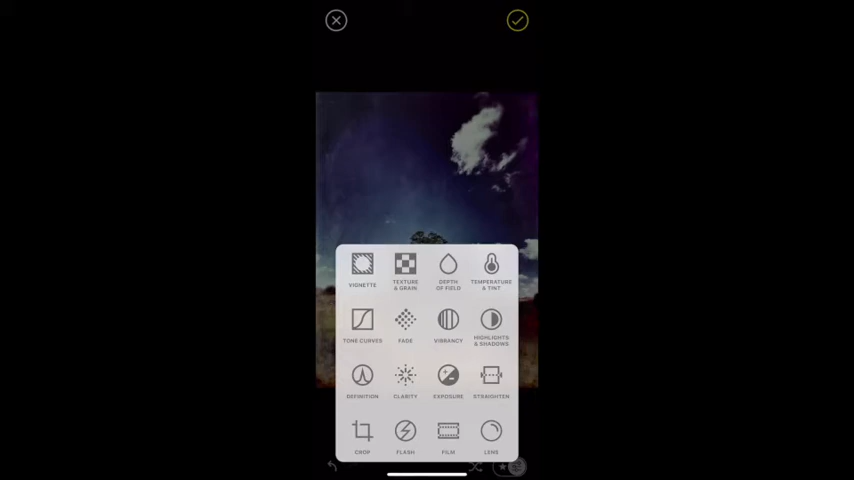 VIGNETTE
TEXTURE
& GRAIN
DEPTH
OF FIELD
TEMPERATURE
& TINT
TONE CURVES
FADE
VIBRANCY
HIGHLIGHTS
& SHADOWS
DEFINITION
CLARITY
EXPOSURE
STRAIGHTEN
CROP
FLASH
FILM
LENS